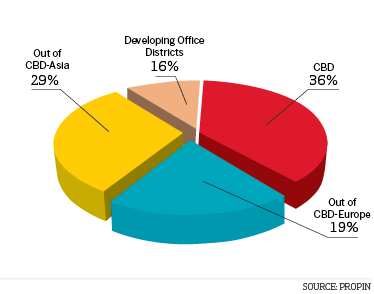 Developing Office
Districts
16%
Out of
CBD-Asia
29%
CBD
36%
Out of
CBD-Europe
19%
SOURCE: PROPIN